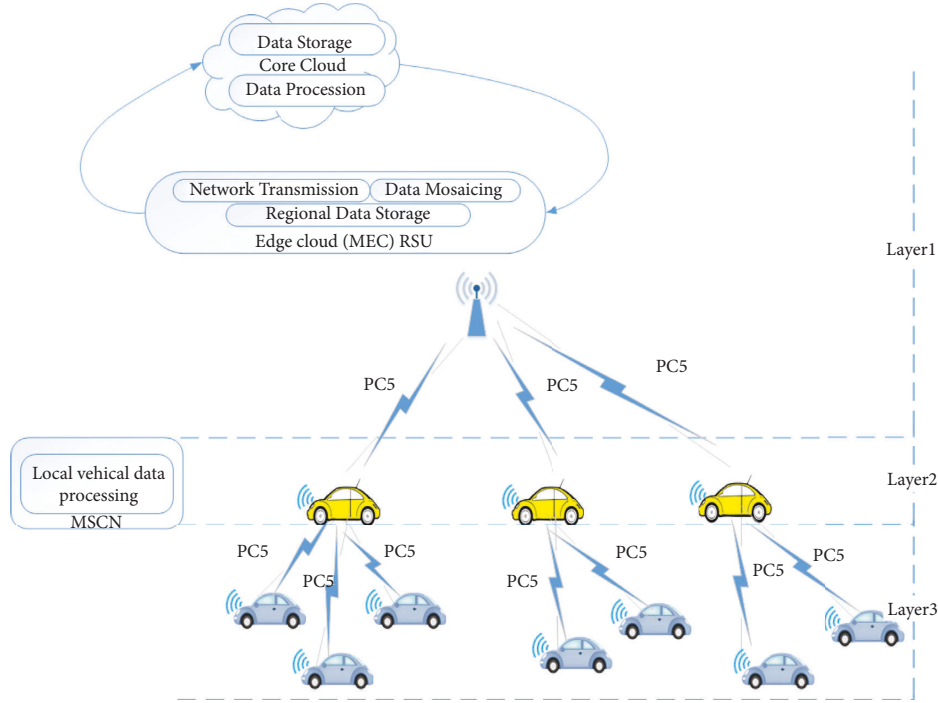 Data Storage
Core Cloud
Data Procession
Network Transmission
Data Mosaicing
Regional Data Storage
Edge cloud (MEC) RSU
Layer1
PC5
PC5
PC5
Local vehical data
processing
MSCN
Layer2
PC5
PC5
PC5
PC5
PC5
PC5
PC5
Layer3